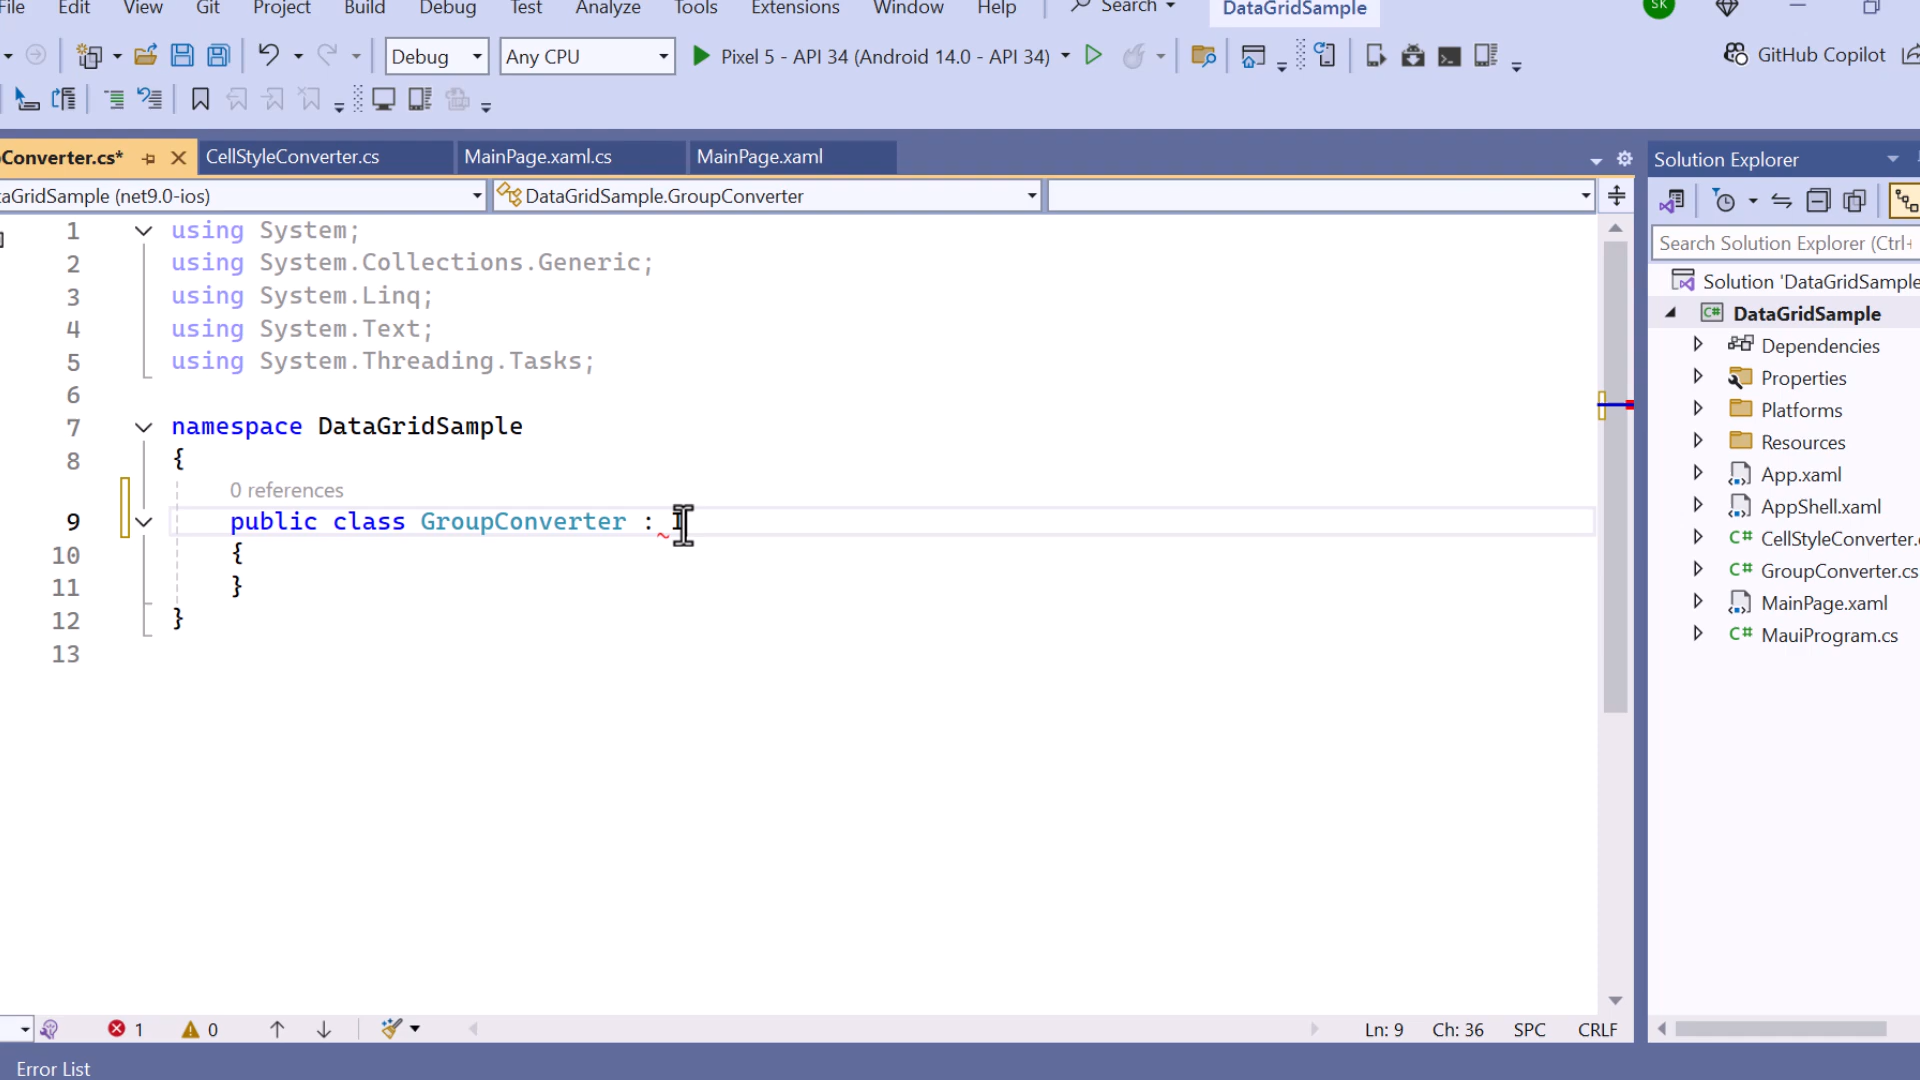 File Edit View Git Project Build Debug Test Analyze Tools Extensions Window Help Search DataGridSample SK
Debug Any CPU Pixel 5 - API 34 (Android 14.0 - API 34) GitHub Copilot
Converter.cs* CellStyleConverter.cs MainPage.xaml.cs MainPage.xaml
aGridSample (net9.0-ios) DataGridSample.GroupConverter
1 using System;
2 using System.Collections.Generic;
3 using System.Linq;
4 using System.Text;
5 using System.Threading.Tasks;
6
7 namespace DataGridSample
8 {
0 references
9 public class GroupConverter :
10 {
11 }
12 }
13
Solution Explorer
Search Solution Explorer (Ctrl+
Solution 'DataGridSample
C# DataGridSample
Dependencies
Properties
Platforms
Resources
App.xaml
AppShell.xaml
C# CellStyleConverter.c
C# GroupConverter.cs
MainPage.xaml
C# MauiProgram.cs
1 0 Ln: 9 Ch: 36 SPC CRLF
Error List